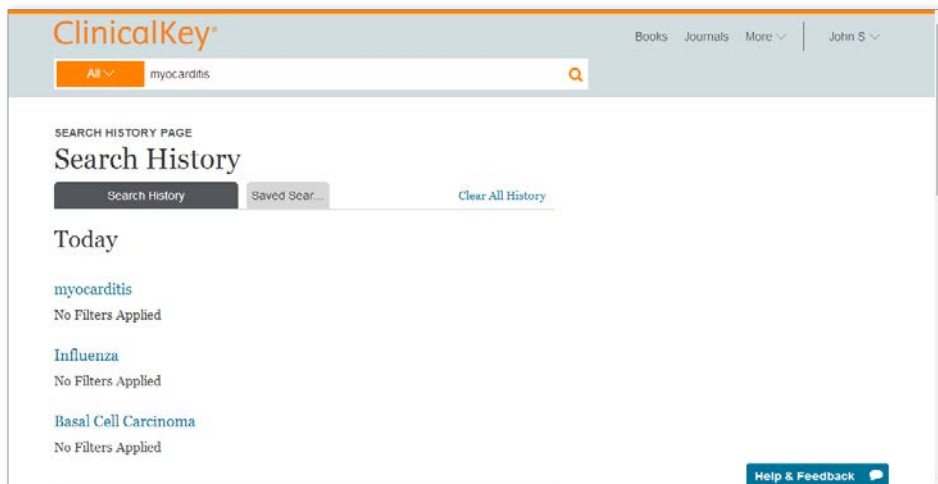 ClinicalKey®
Books Journals More John S
All myocarditis
SEARCH HISTORY PAGE
Search History
Search History Saved Sear... Clear All History
Today
myocarditis
No Filters Applied
Influenza
No Filters Applied
Basal Cell Carcinoma
No Filters Applied
Help & Feedback